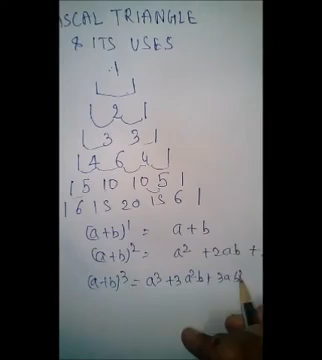 ASCAL TRIANGLE
& ITS USES
1
1 1
1 2 1
1 3 3 1
1 4 6 4 1
1 5 10 10 5 1
1 6 15 20 15 6 1
(a+b)¹ = a + b
(a+b)² = a² + 2ab +
(a+b)³ = a³ + 3a²b + 3a